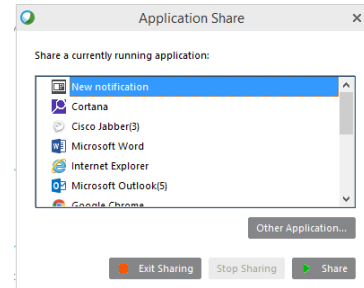 Application Share
Share a currently running application:
New notification
Cortana
Cisco Jabber(3)
Microsoft Word
Internet Explorer
Microsoft Outlook(5)
Google Chrome
Other Application...
Exit Sharing Stop Sharing Share